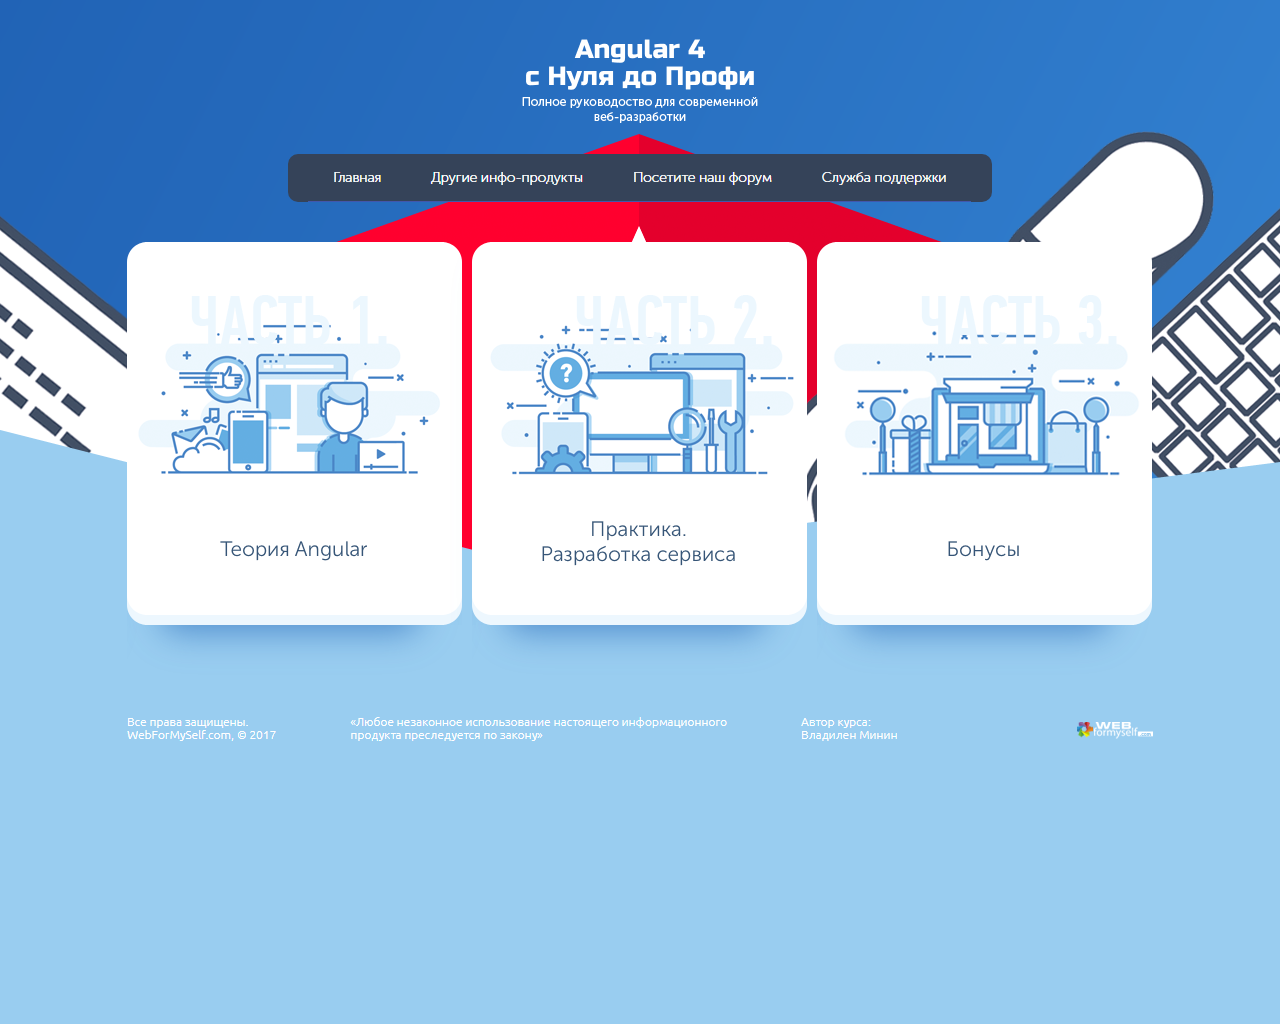 Angular 4
с Нуля до Профи
Полное руководство для современной
веб-разработки
Главная Другие инфо-продукты Посетите наш форум Служба поддержки
ЧАСТЬ 1.
Теория Angular
ЧАСТЬ 2.
?
Практика.
Разработка сервиса
ЧАСТЬ 3.
Бонусы
Все права защищены.
WebForMySelf.com, © 2017
«Любое незаконное использование настоящего информационного
продукта преследуется по закону»
Автор курса:
Владилен Минин
WEB
formyself